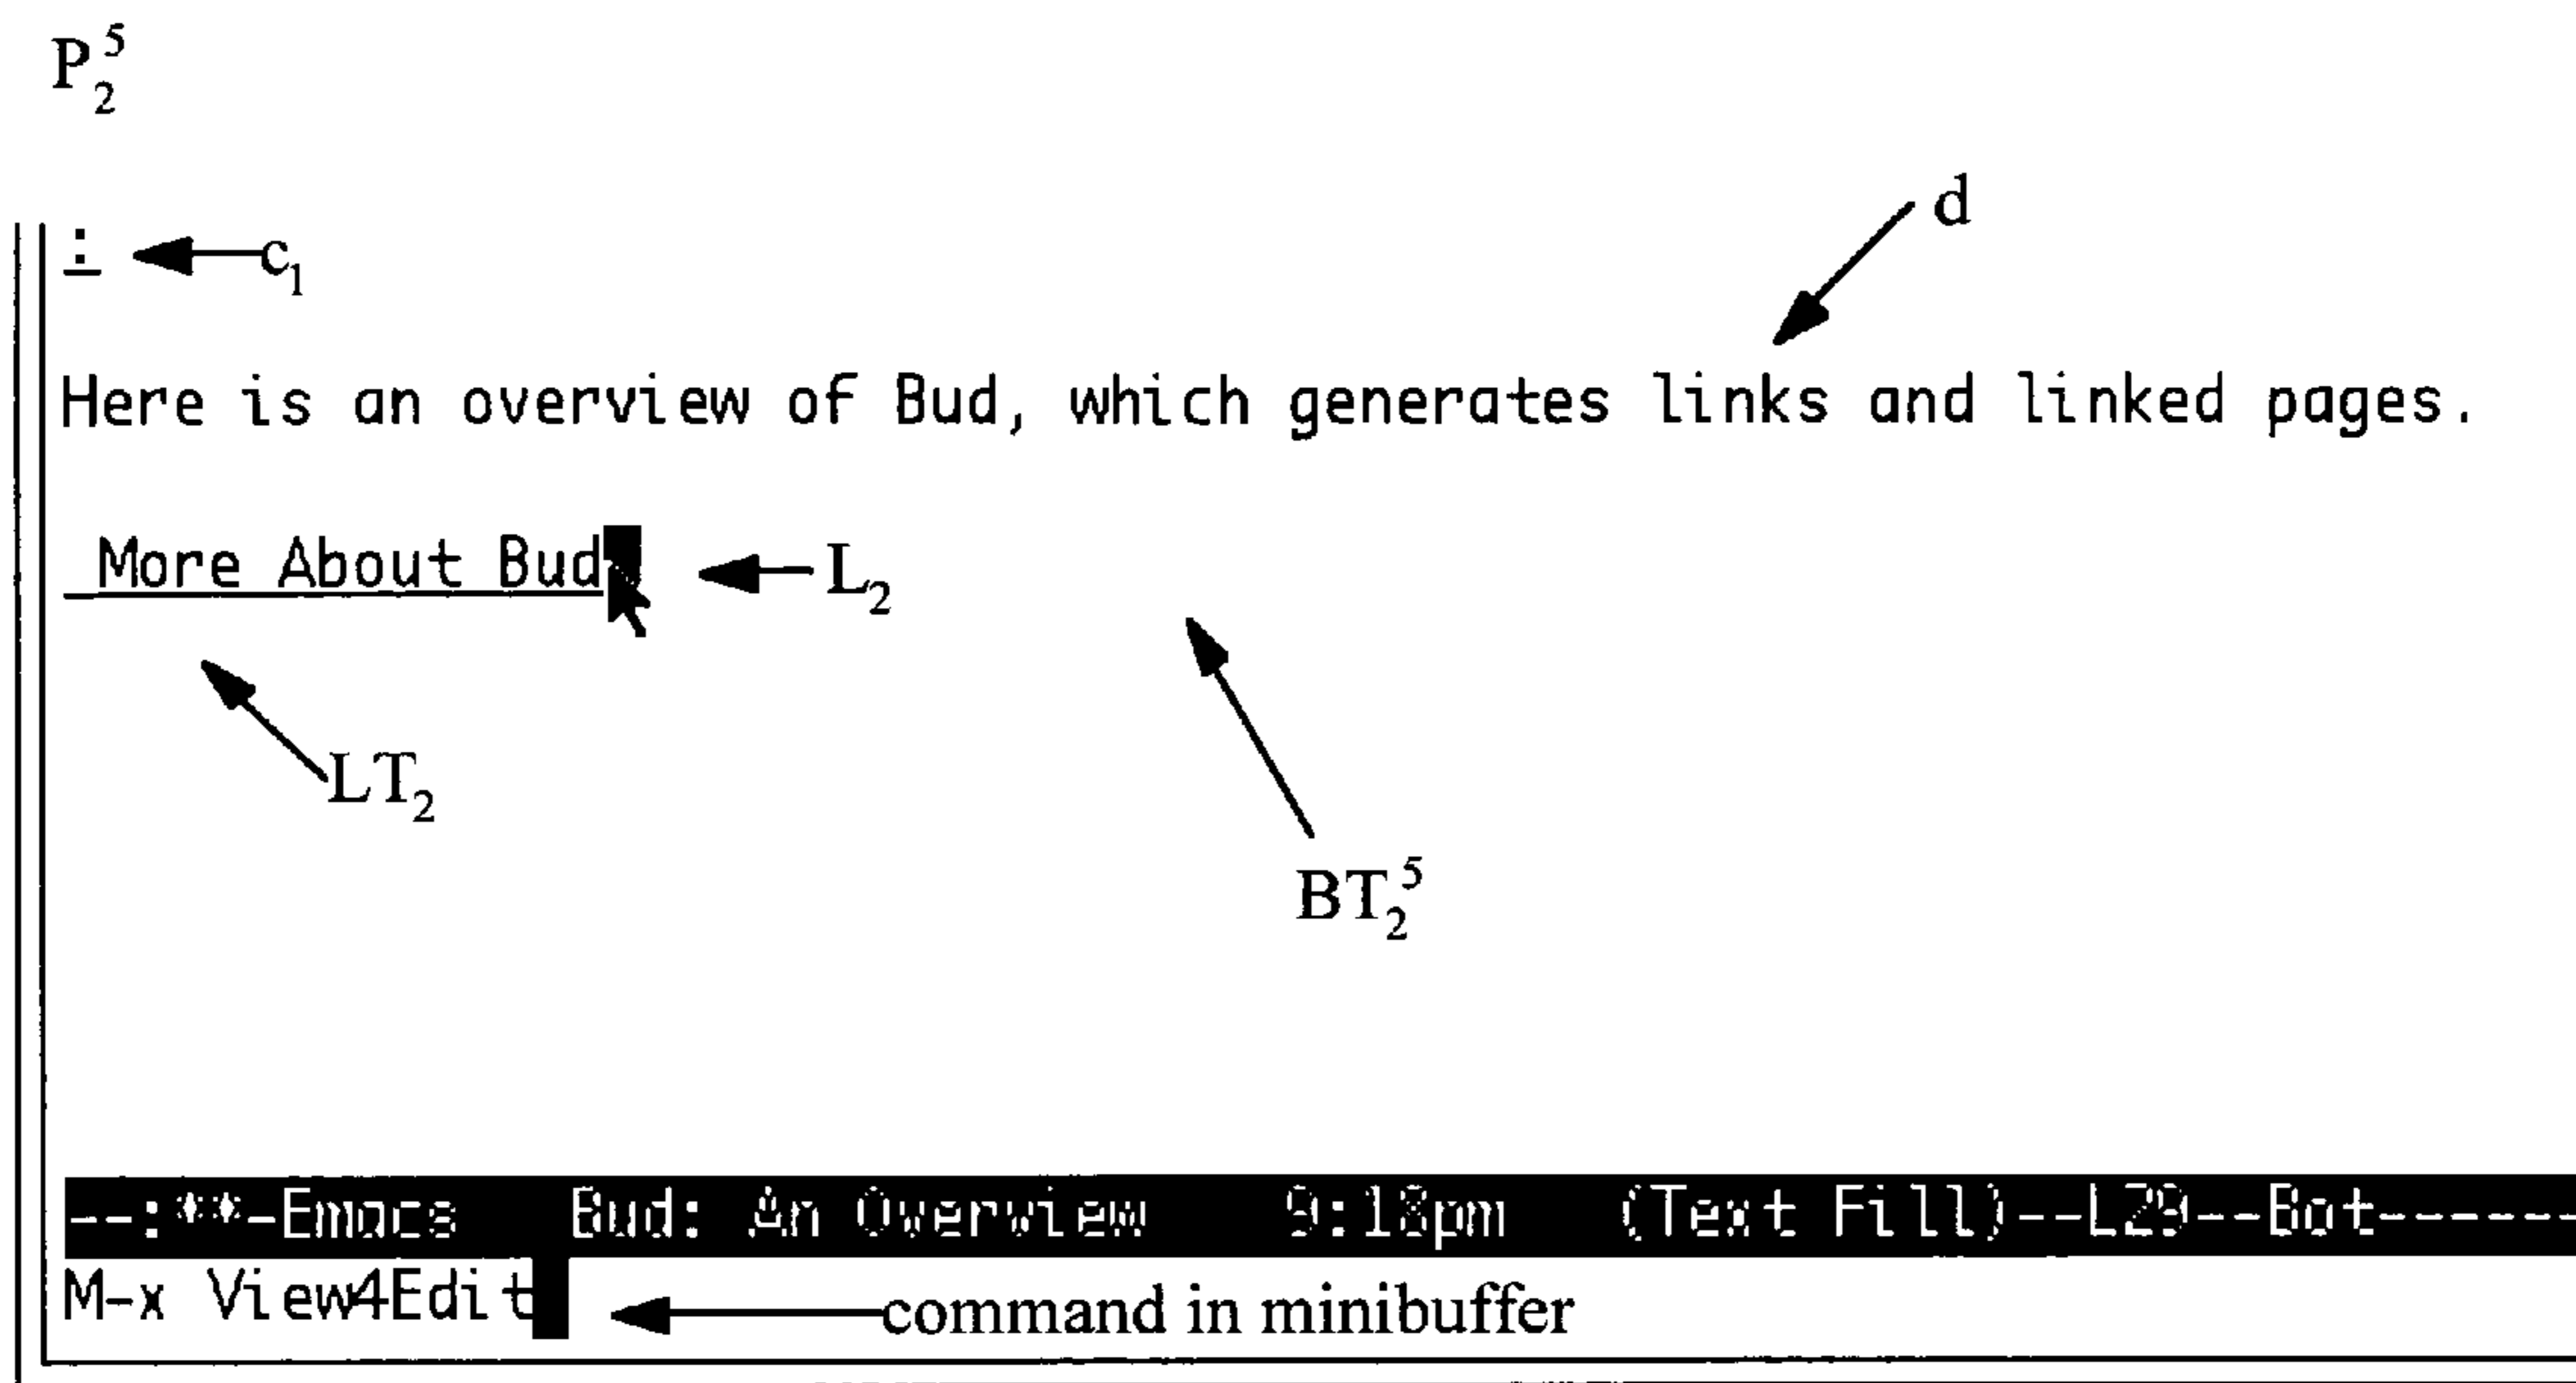 P₂⁵
d
: c₁
Here is an overview of Bud, which generates links and linked pages.
More About Bud L₂
LT₂
BT₂⁵
--:**-Emacs Bud: An Overview 9:18pm (Text Fill)--L29--Bot------
M-x View4Edit command in minibuffer